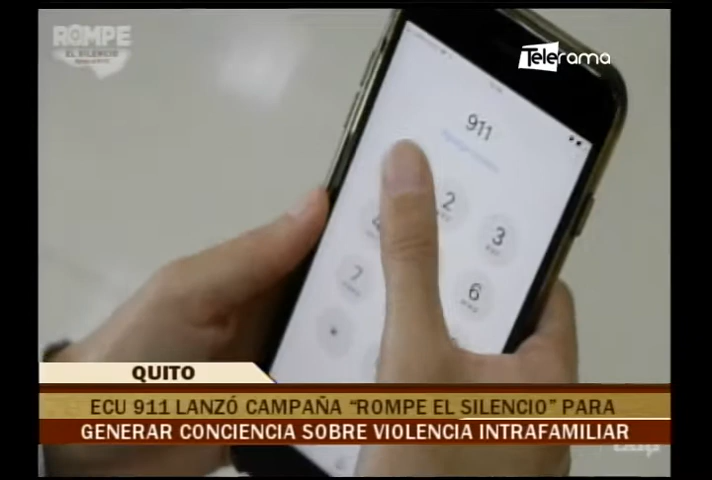 ROMPE
EL SILENCIO
Telerama
911
2
3
4
6
7
*
QUITO
ECU 911 LANZÓ CAMPAÑA “ROMPE EL SILENCIO” PARA
GENERAR CONCIENCIA SOBRE VIOLENCIA INTRAFAMILIAR